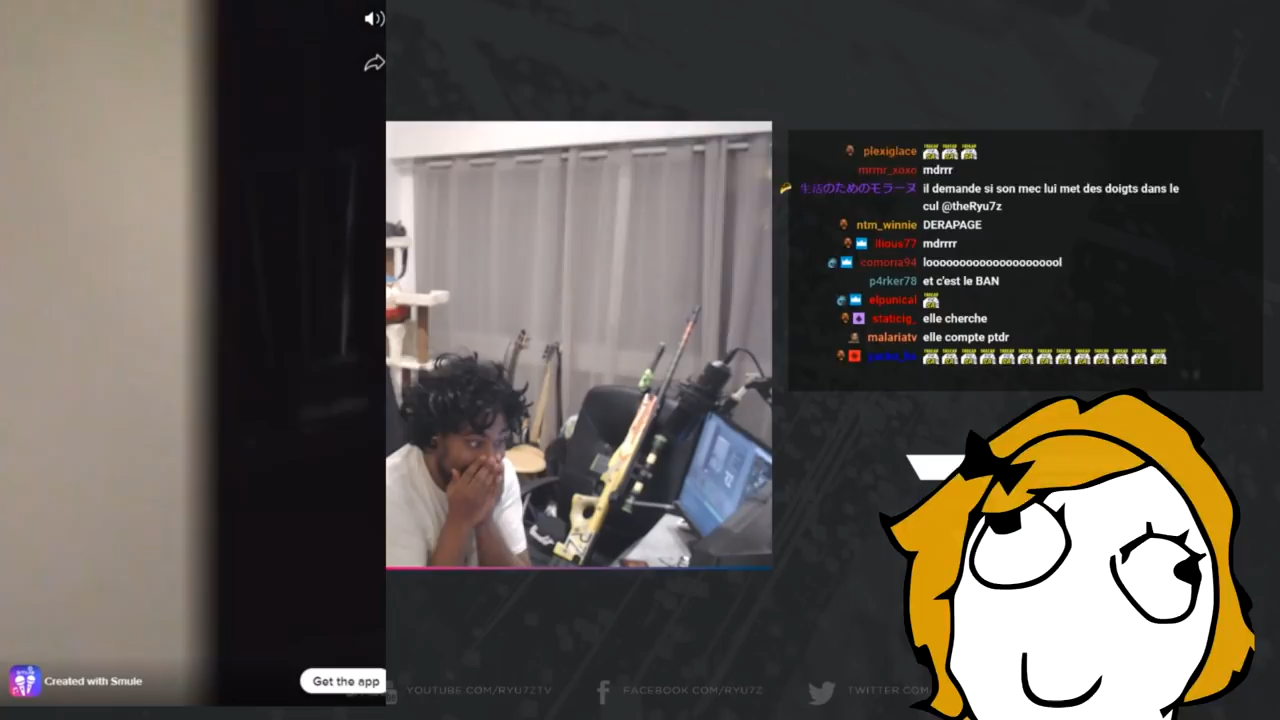 plexiglace
mrmr_xoxo mdrrr
生活のためのモラーヌ il demande si son mec lui met des doigts dans le
cul @theRyu7z
ntm_winnie DERAPAGE
ilious77 mdrrrr
comoria94 looooooooooooooooooool
p4rker78 et c'est le BAN
elpunical
staticig_ elle cherche
malariatv elle compte ptdr
Created with Smule
Get the app
YOUTUBE.COM/RYU7ZTV
FACEBOOK.COM/RYU7Z
TWITTER.COM